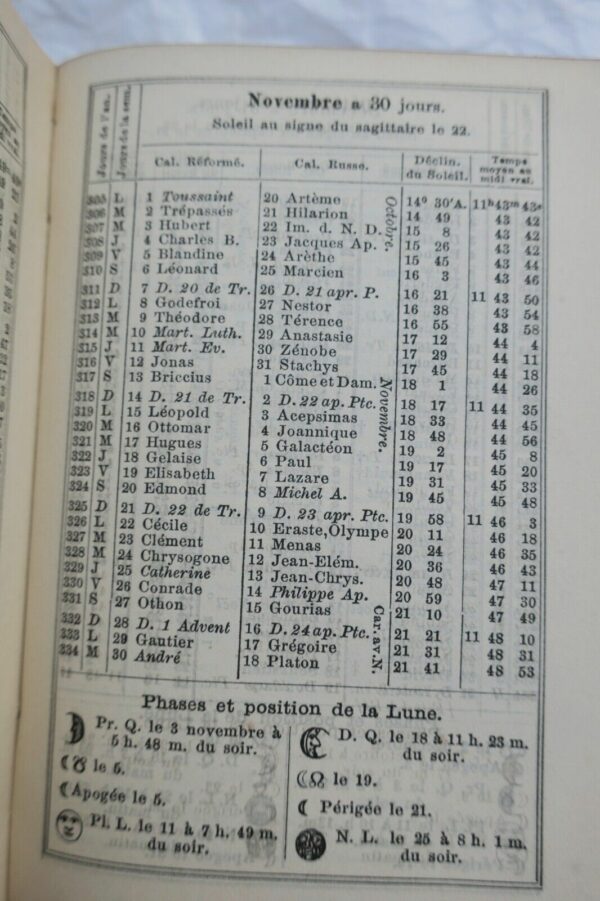 Novembre a 30 jours.
Soleil au signe du sagittaire le 22.
Jours de l'an. Jours de la sem. Cal. Réformé. Cal. Russe. Déclin. du Soleil. Temps moyen au midi vrai.
305 L 1 Toussaint 20 Artème 14º 30'A. 11h 43m 43s
306 M 2 Trépassés 21 Hilarion 14 49 43 42
307 M 3 Hubert 22 Im. d. N. D. 15 8 43 42
308 J 4 Charles B. 23 Jacques Ap. 15 26 43 42
309 V 5 Blandine 24 Arèthe 15 45 43 44
310 S 6 Léonard 25 Marcien 16 3 43 46
Octobre.
311 D 7 D. 20 de Tr. 26 D. 21 apr. P. 16 21 11 43 50
312 L 8 Godefroi 27 Nestor 16 38 43 54
313 M 9 Théodore 28 Térence 16 55 43 58
314 M 10 Mart. Luth. 29 Anastasie 17 12 44 4
315 J 11 Mart. Ev. 30 Zénobe 17 29 44 11
316 V 12 Jonas 31 Stachys 17 45 44 18
317 S 13 Briccius 1 Côme et Dam. 18 1 44 26
318 D 14 D. 21 de Tr. 2 D. 22 ap. Ptc. 18 17 11 44 35
319 L 15 Léopold 3 Acepsimas 18 33 44 45
320 M 16 Ottomar 4 Joannique 18 48 44 56
321 M 17 Hugues 5 Galactéon 19 2 45 8
322 J 18 Gelaise 6 Paul 19 17 45 20
323 V 19 Elisabeth 7 Lazare 19 31 45 33
324 S 20 Edmond 8 Michel A. 19 45 45 48
Novembre.
325 D 21 D. 22 de Tr. 9 D. 23 apr. Ptc. 19 58 11 46 3
326 L 22 Cécile 10 Eraste, Olympe 20 11 46 18
327 M 23 Clément 11 Menas 20 24 46 35
328 M 24 Chrysogone 12 Jean-Elém. 20 36 46 43
329 J 25 Catherine 13 Jean-Chrys. 20 48 47 11
330 V 26 Conrade 14 Philippe Ap. 20 59 47 30
331 S 27 Othon 15 Gourias 21 10 47 49
332 D 28 D. 1 Advent 16 D. 24 ap. Ptc. 21 21 11 48 10
333 L 29 Gautier 17 Grégoire 21 31 48 31
334 M 30 André 18 Platon 21 41 48 53
Car. av. N.
Phases et position de la Lune.
Pr. Q. le 3 novembre à
5 h. 48 m. du soir.
☾☋ le 5.
☾ Apogée le 5.
Pl. L. le 11 à 7 h. 49 m.
du soir.
D. Q. le 18 à 11 h. 23 m.
du soir.
☾☊ le 19.
☾ Périgée le 21.
N. L. le 25 à 8 h. 1 m.
du soir.